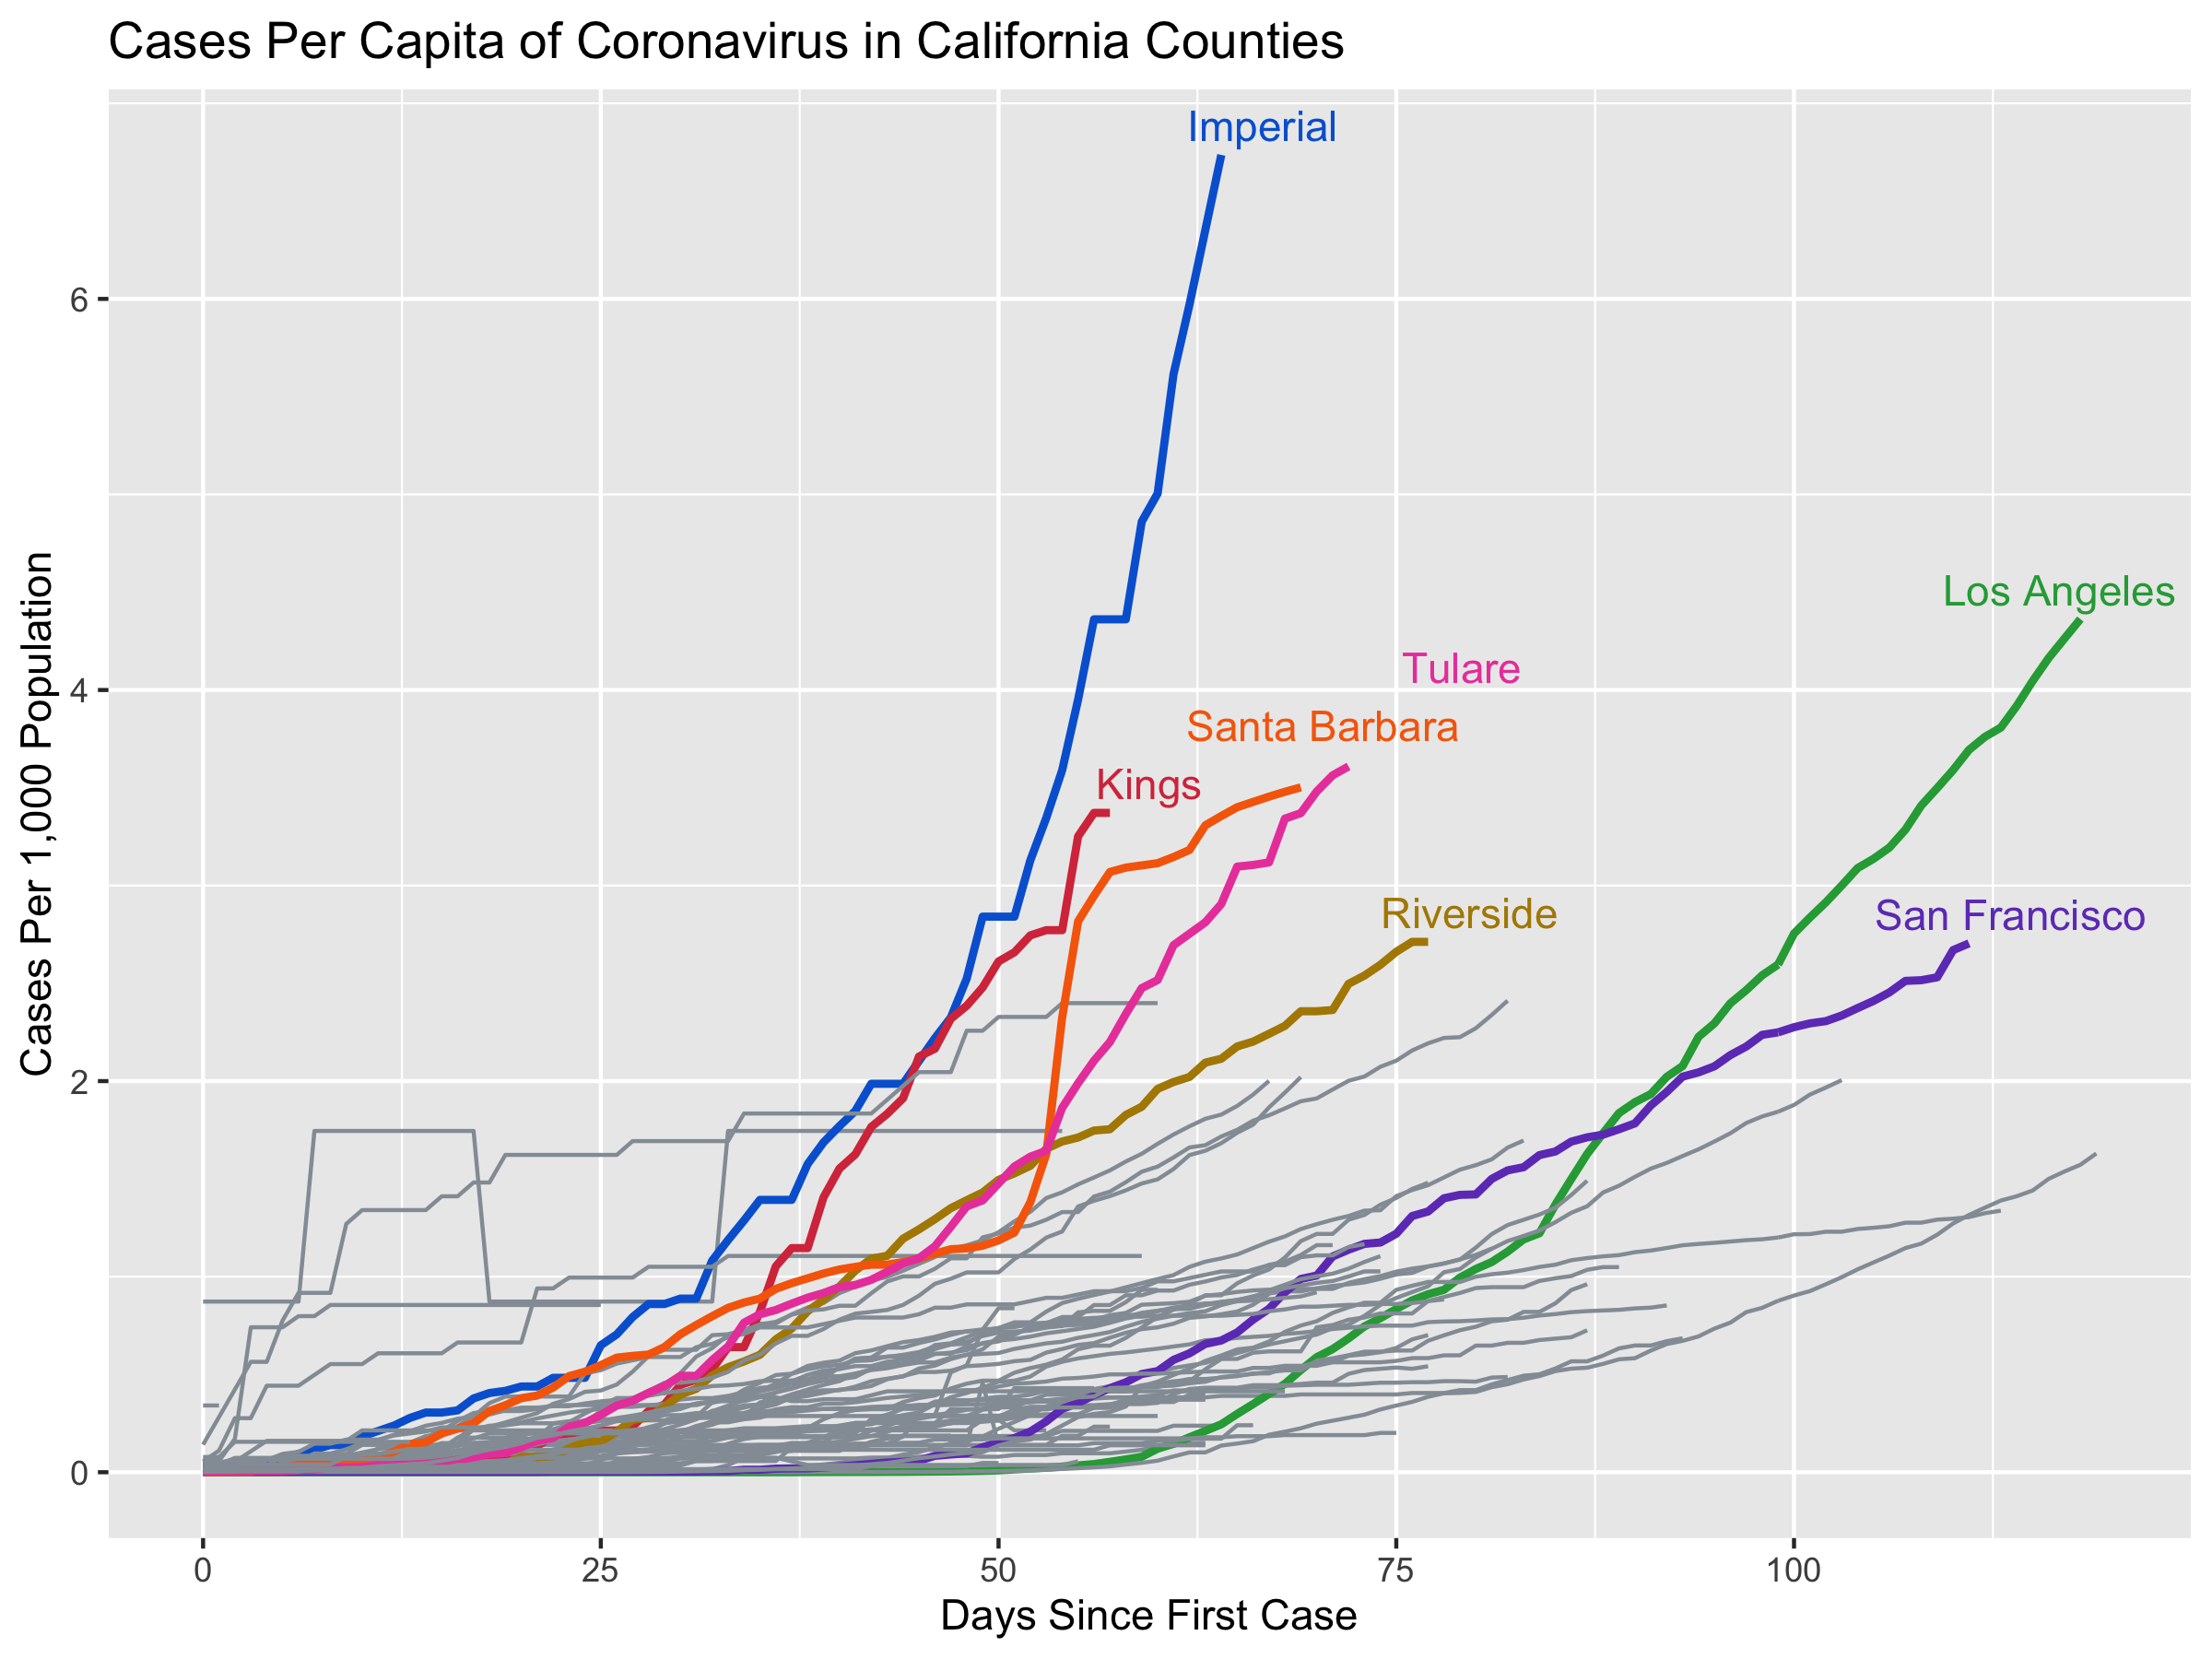 Cases Per Capita of Coronavirus in California Counties
Imperial
6
Los Angeles
Tulare
4
Santa Barbara
Kings
Riverside
San Francisco
2
0
Cases Per 1,000 Population
0 25 50 75 100
Days Since First Case